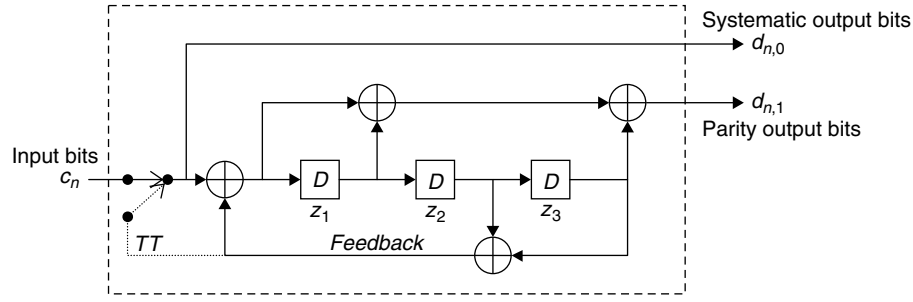 Systematic output bits
d_{n,0}
d_{n,1}
Parity output bits
Input bits
c_n
D
D
D
z_1
z_2
z_3
TT
Feedback